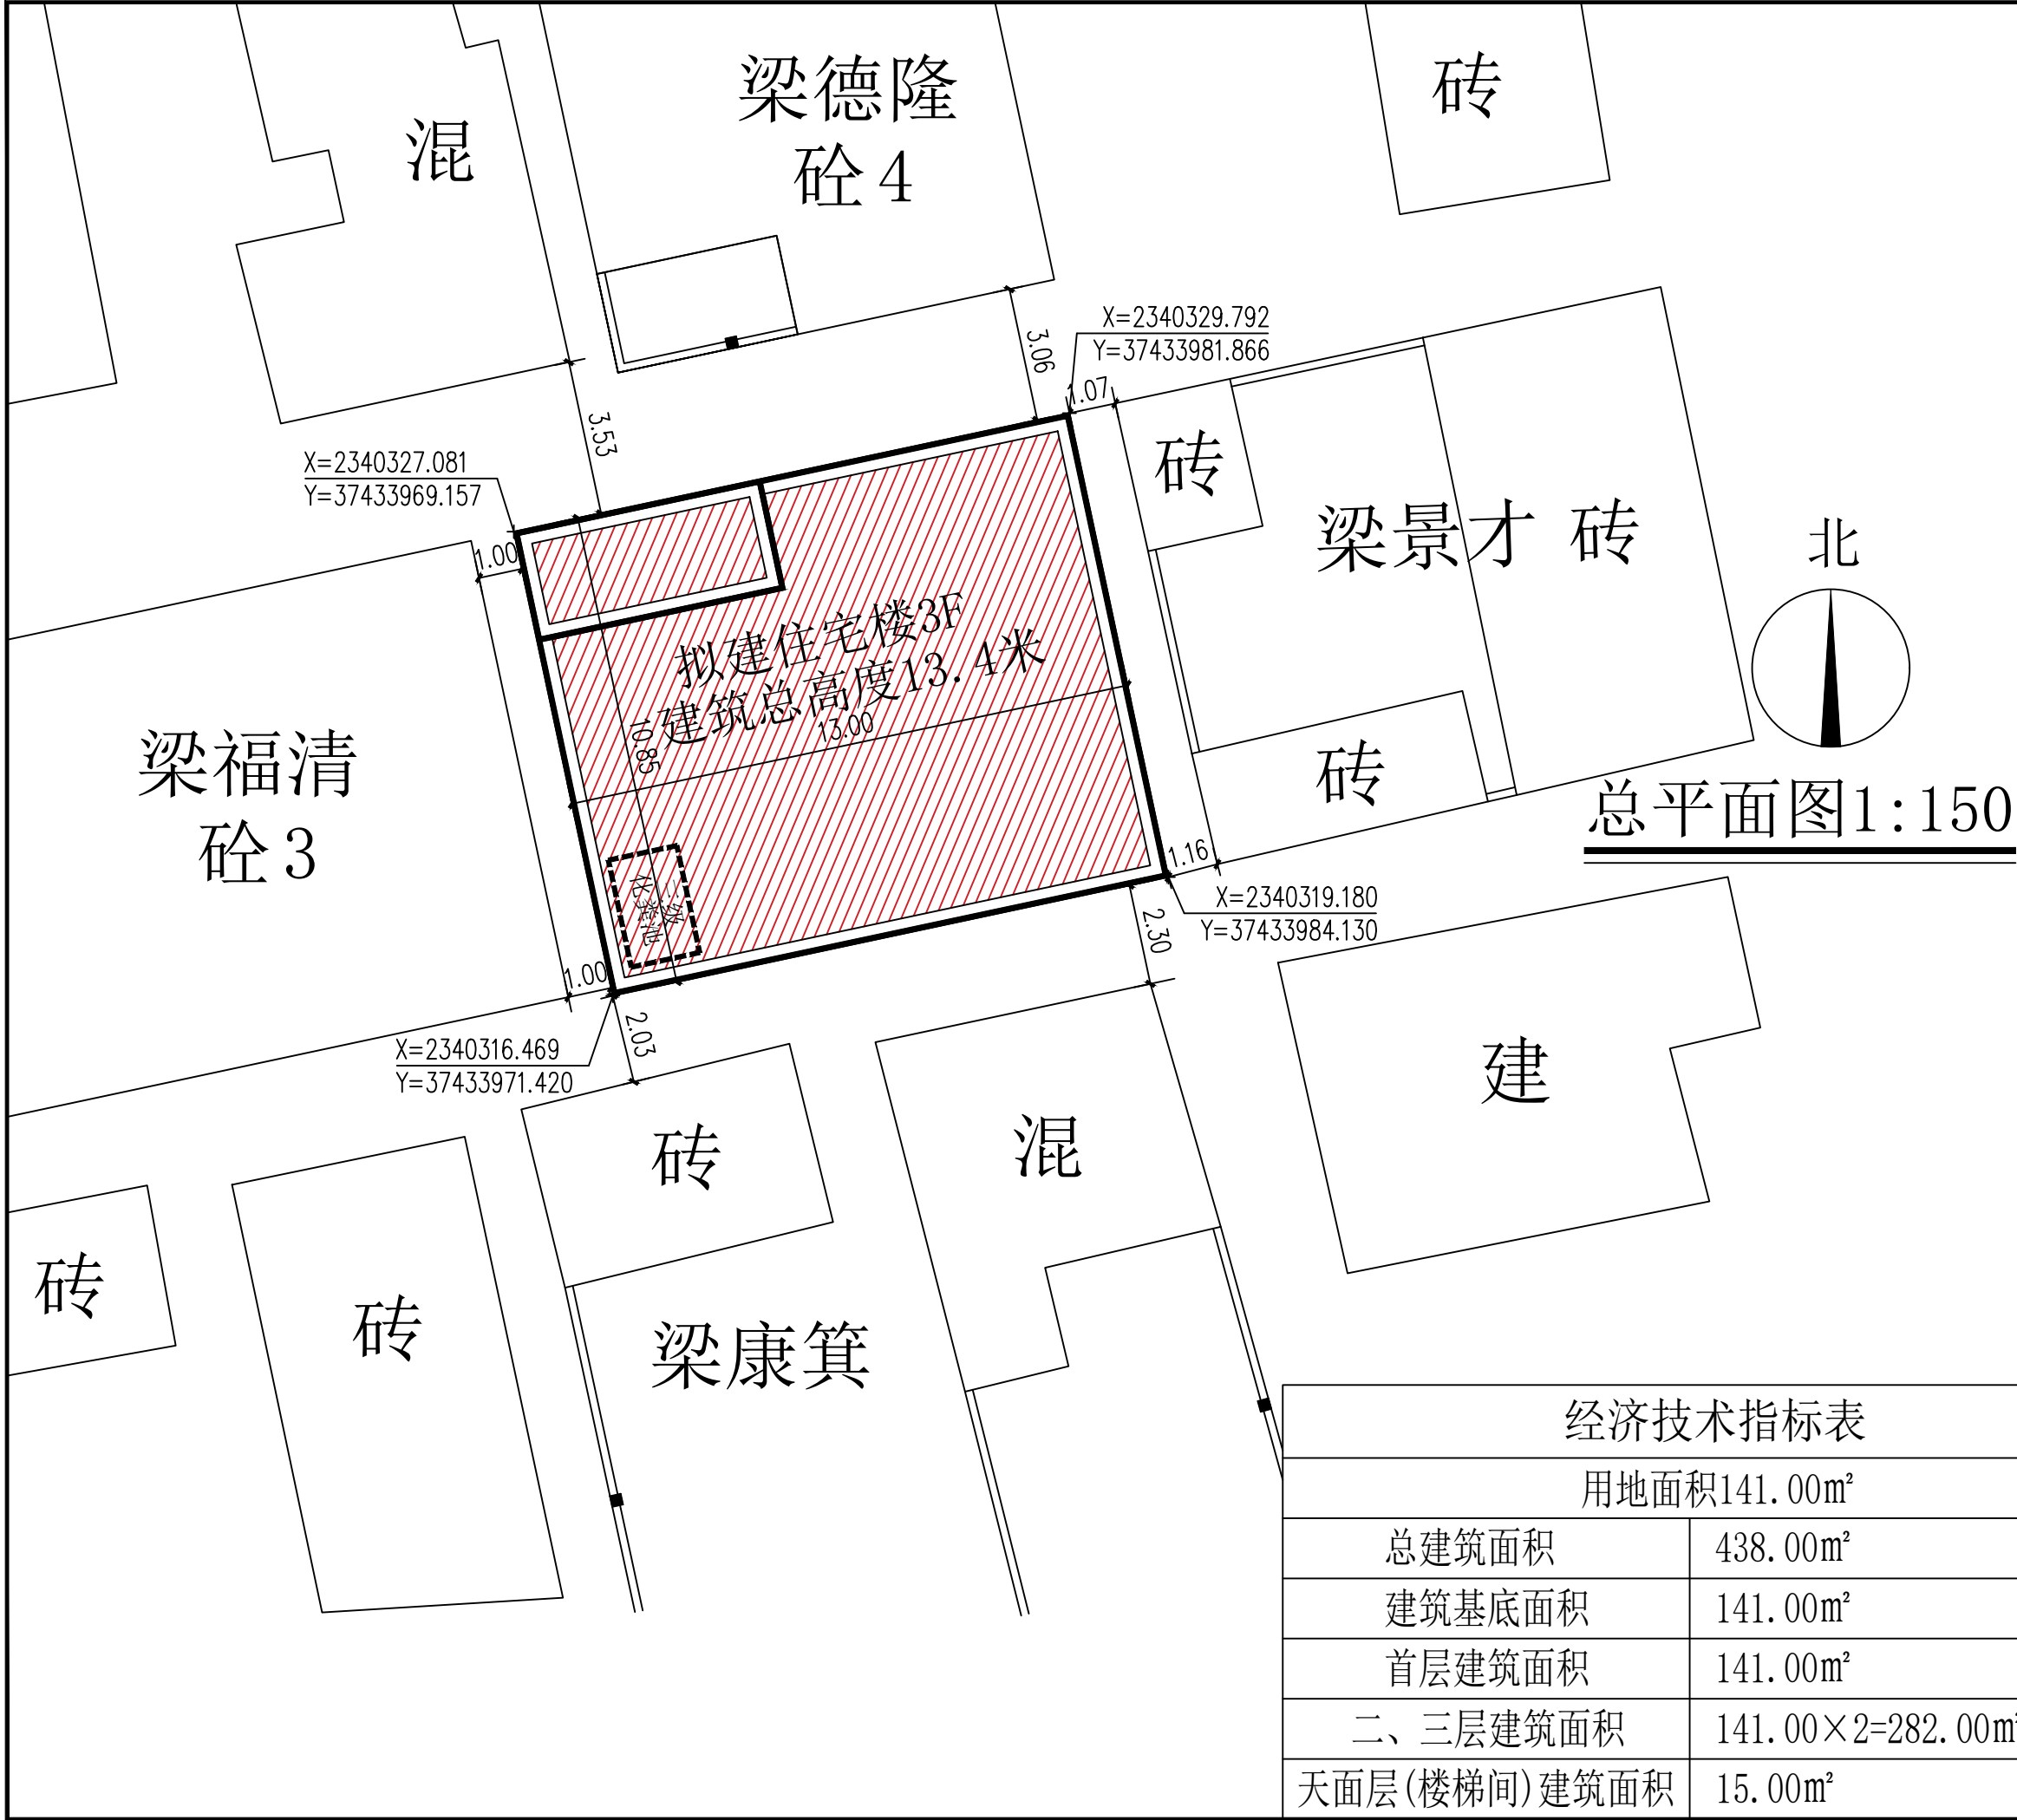 梁德隆
砼4
混
砖
X=2340329.792
Y=37433981.866
3.06
1.07
3.53
X=2340327.081
Y=37433969.157
1.00
砖
梁景才 砖
北
拟建住宅楼3F
建筑总高度13.4米
13.00
10.85
梁福清
砼3
砖
总平面图1:150
三级
化粪池
1.16
X=2340319.180
Y=37433984.130
2.30
1.00
2.03
X=2340316.469
Y=37433971.420
建
砖
混
砖
砖
梁康箕
经济技术指标表
用地面积141.00㎡
总建筑面积 438.00㎡
建筑基底面积 141.00㎡
首层建筑面积 141.00㎡
二、三层建筑面积 141.00×2=282.00㎡
天面层(楼梯间)建筑面积 15.00㎡